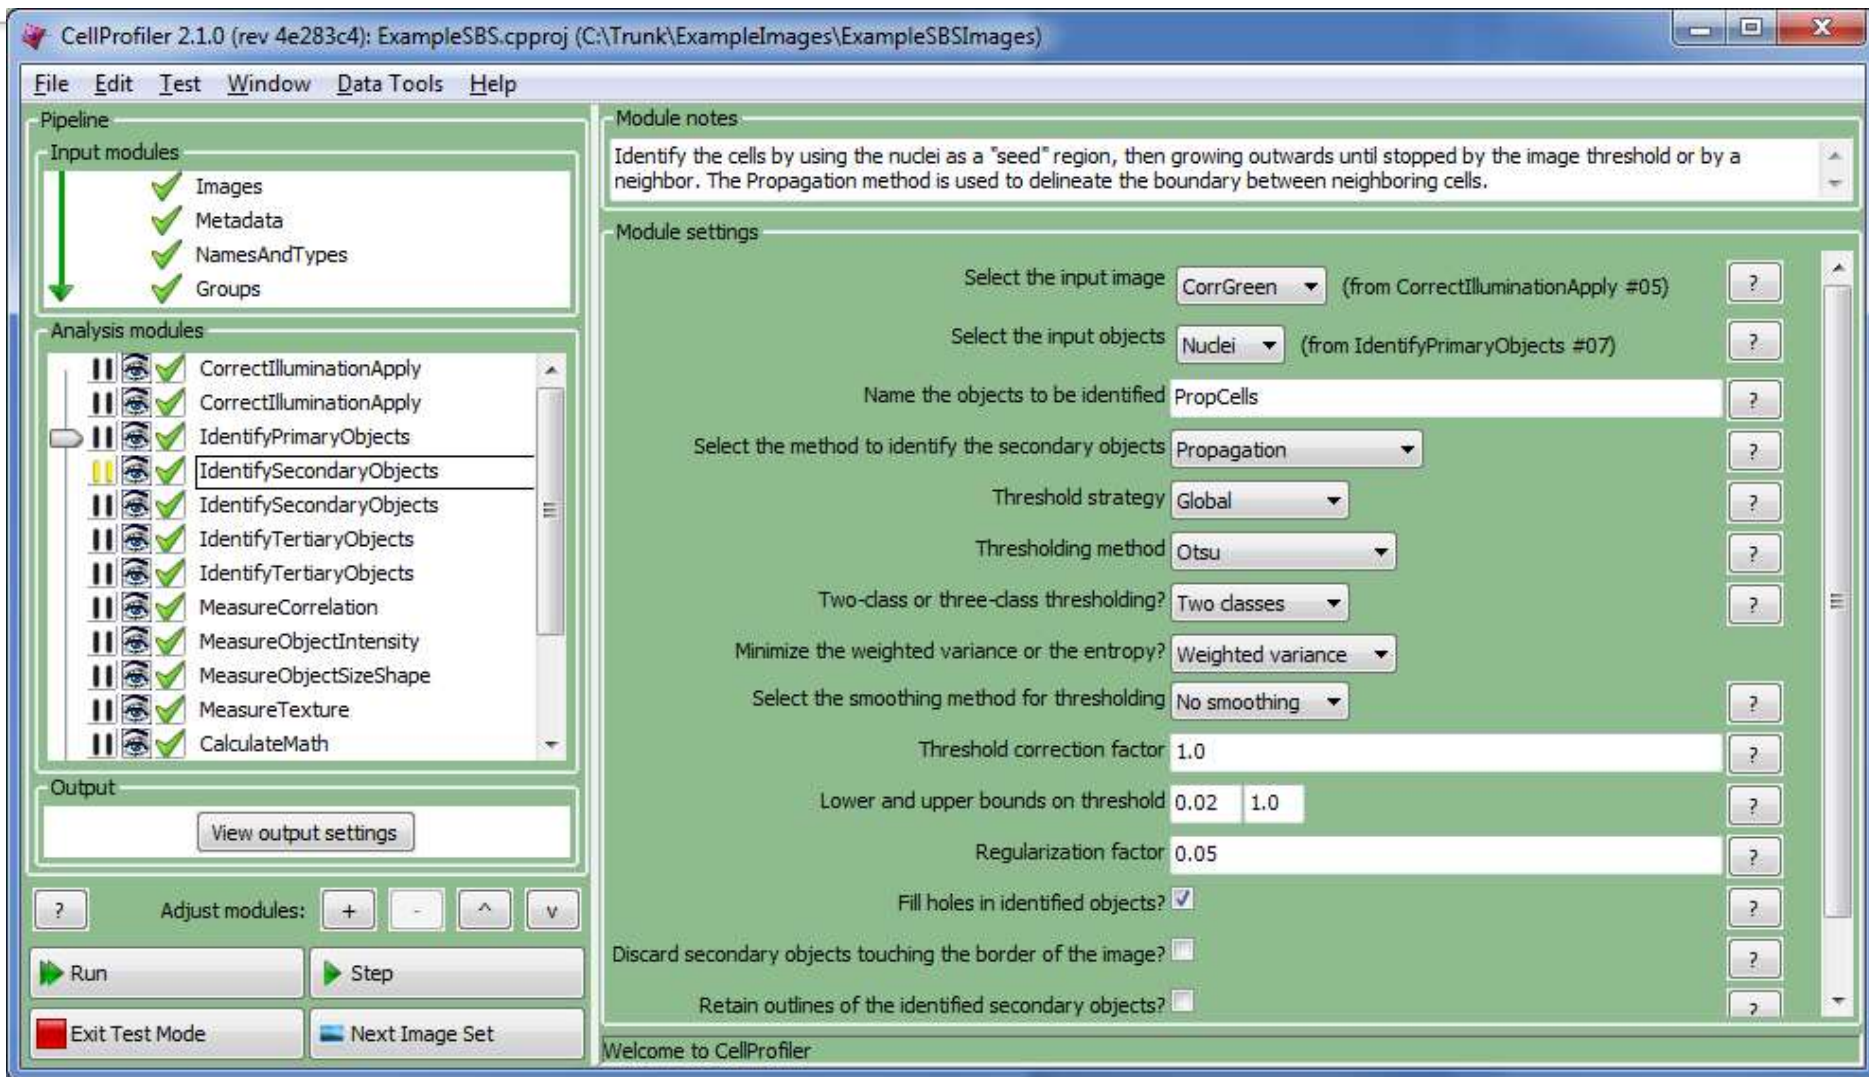 CellProfiler 2.1.0 (rev 4e283c4): ExampleSBS.cpproj (C:\Trunk\ExampleImages\ExampleSBSImages)
File Edit Test Window Data Tools Help
Pipeline
Input modules
Images
Metadata
NamesAndTypes
Groups
Analysis modules
CorrectIlluminationApply
CorrectIlluminationApply
IdentifyPrimaryObjects
IdentifySecondaryObjects
IdentifySecondaryObjects
IdentifyTertiaryObjects
IdentifyTertiaryObjects
MeasureCorrelation
MeasureObjectIntensity
MeasureObjectSizeShape
MeasureTexture
CalculateMath
Output
View output settings
? Adjust modules: + - ^ v
Run Step
Exit Test Mode Next Image Set
Module notes
Identify the cells by using the nuclei as a "seed" region, then growing outwards until stopped by the image threshold or by a
neighbor. The Propagation method is used to delineate the boundary between neighboring cells.
Module settings
Select the input image CorrGreen (from CorrectIlluminationApply #05) ?
Select the input objects Nuclei (from IdentifyPrimaryObjects #07) ?
Name the objects to be identified PropCells ?
Select the method to identify the secondary objects Propagation ?
Threshold strategy Global ?
Thresholding method Otsu ?
Two-class or three-class thresholding? Two classes ?
Minimize the weighted variance or the entropy? Weighted variance
Select the smoothing method for thresholding No smoothing ?
Threshold correction factor 1.0 ?
Lower and upper bounds on threshold 0.02 1.0 ?
Regularization factor 0.05 ?
Fill holes in identified objects? ?
Discard secondary objects touching the border of the image? ?
Retain outlines of the identified secondary objects? ?
Welcome to CellProfiler